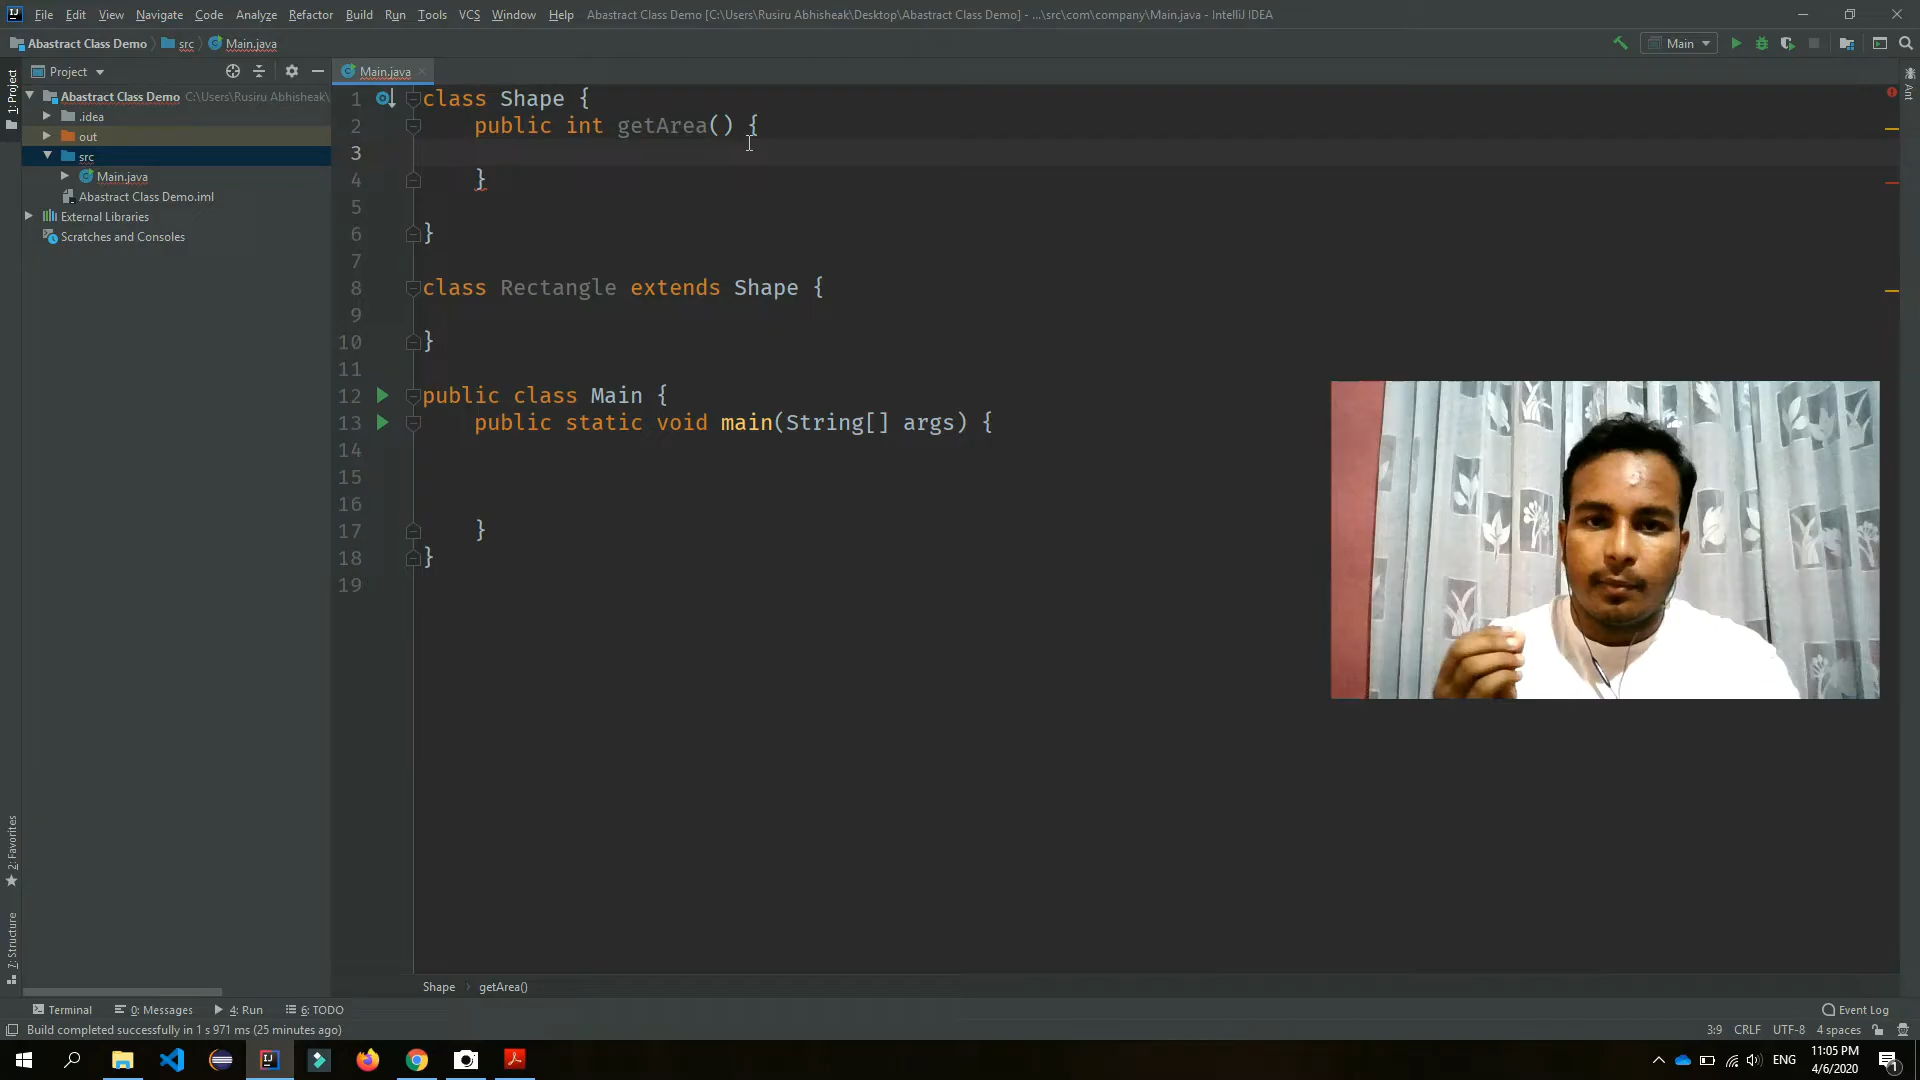 File Edit View Navigate Code Analyze Refactor Build Run Tools VCS Window Help Abastract Class Demo [C:\Users\Rusiru Abhisheak\Desktop\Abastract Class Demo] - ...\src\com\company\Main.java - IntelliJ IDEA
Abastract Class Demo src Main.java Main
Project Main.java
1: Project
Ant
Abastract Class Demo C:\Users\Rusiru Abhisheak\
.idea
out
src
Main.java
Abastract Class Demo.iml
External Libraries
Scratches and Consoles
1 class Shape {
2 public int getArea() {
3
4 }
5
6 }
7
8 class Rectangle extends Shape {
9
10 }
11
12 public class Main {
13 public static void main(String[] args) {
14
15
16
17 }
18 }
19
2: Favorites
7: Structure
Shape getArea()
Terminal 0: Messages 4: Run 6: TODO Event Log
Build completed successfully in 1 s 971 ms (25 minutes ago) 3:9 CRLF UTF-8 4 spaces
ENG 11:05 PM
4/6/2020 1